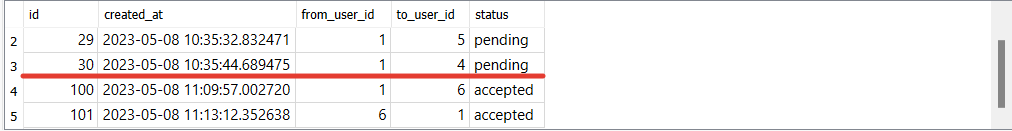 id created_at from_user_id to_user_id status
2 29 2023-05-08 10:35:32.832471 1 5 pending
3 30 2023-05-08 10:35:44.689475 1 4 pending
4 100 2023-05-08 11:09:57.002720 1 6 accepted
5 101 2023-05-08 11:13:12.352638 6 1 accepted